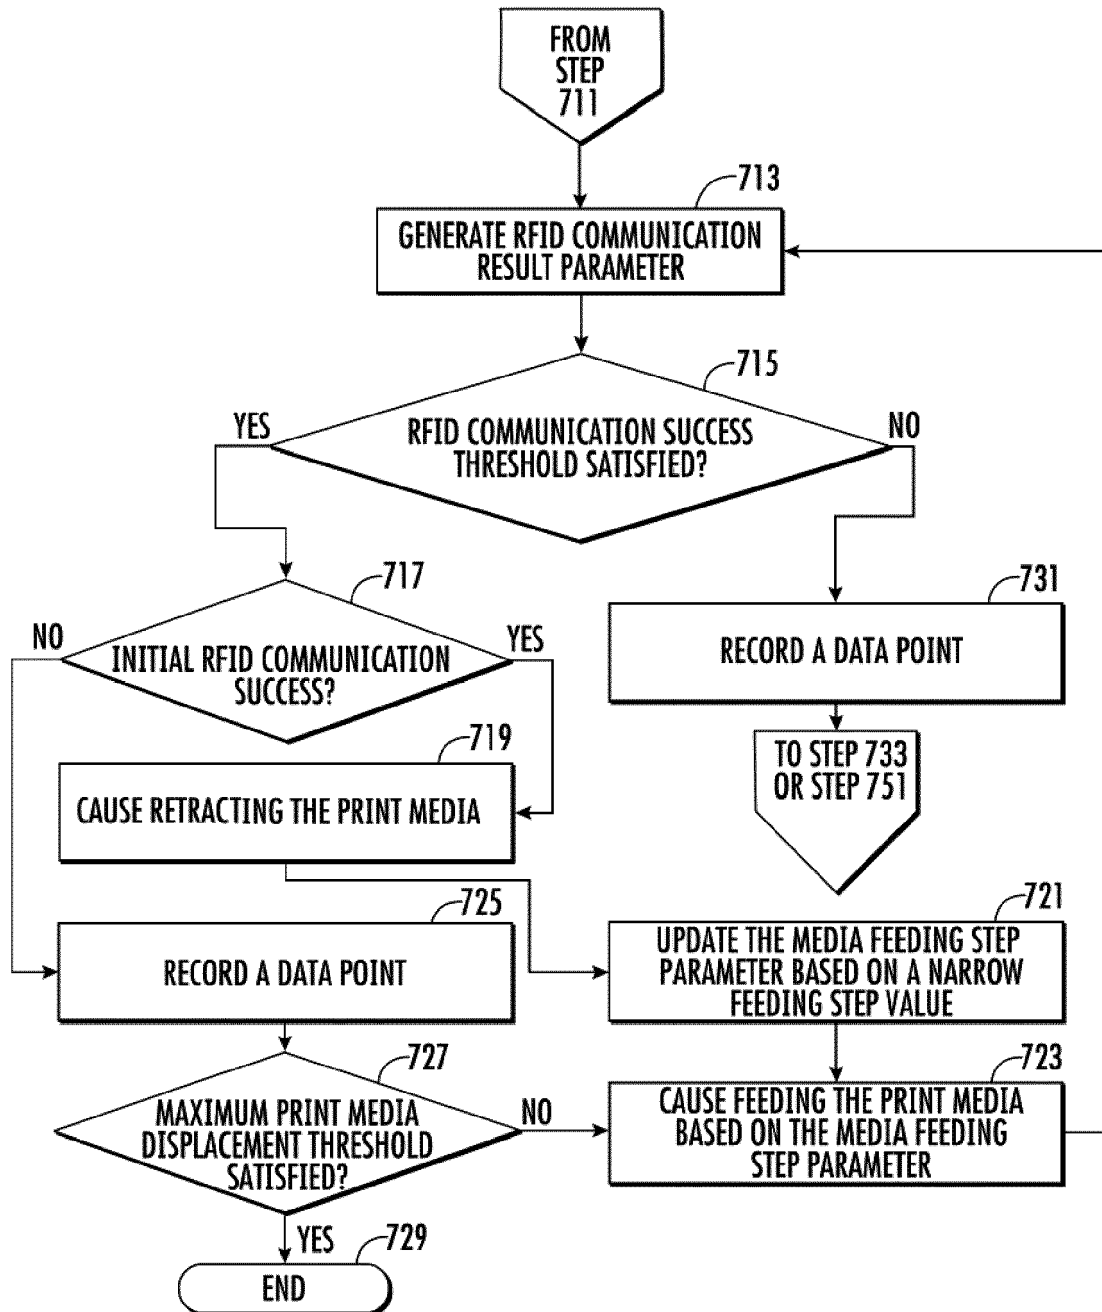 FROM
STEP
711
713
GENERATE RFID COMMUNICATION
RESULT PARAMETER
715
YES
RFID COMMUNICATION SUCCESS
THRESHOLD SATISFIED?
NO
717
NO
INITIAL RFID COMMUNICATION
SUCCESS?
YES
731
RECORD A DATA POINT
719
CAUSE RETRACTING THE PRINT MEDIA
TO STEP 733
OR STEP 751
725
RECORD A DATA POINT
721
UPDATE THE MEDIA FEEDING STEP
PARAMETER BASED ON A NARROW
FEEDING STEP VALUE
727
MAXIMUM PRINT MEDIA
DISPLACEMENT THRESHOLD
SATISFIED?
NO
723
CAUSE FEEDING THE PRINT MEDIA
BASED ON THE MEDIA FEEDING
STEP PARAMETER
YES
729
END